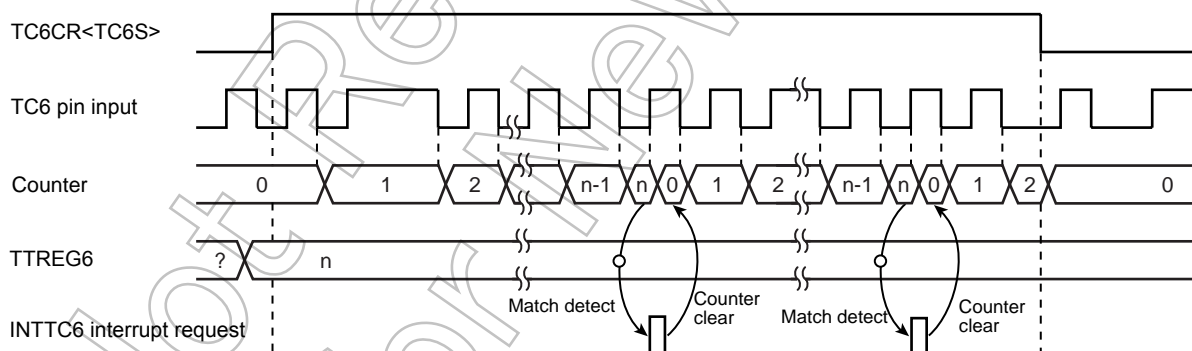 TC6CR<TC6S>
TC6 pin input
Counter 0 1 2 n-1 n 0 1 2 n-1 n 0 1 2 0
TTREG6 ? n
Match detect Counter clear Match detect Counter clear
INTTC6 interrupt request